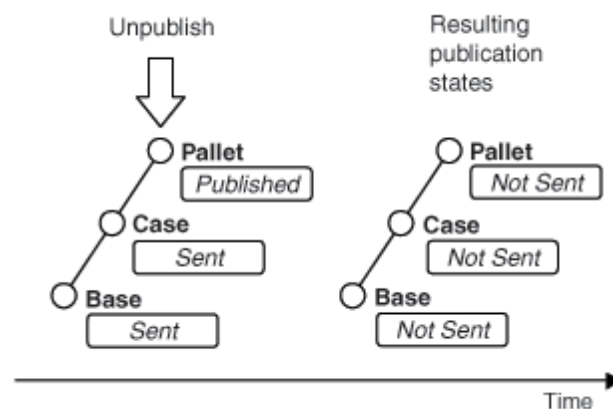 Unpublish
Resulting
publication
states
Pallet
Published
Case
Sent
Base
Sent
Pallet
Not Sent
Case
Not Sent
Base
Not Sent
Time